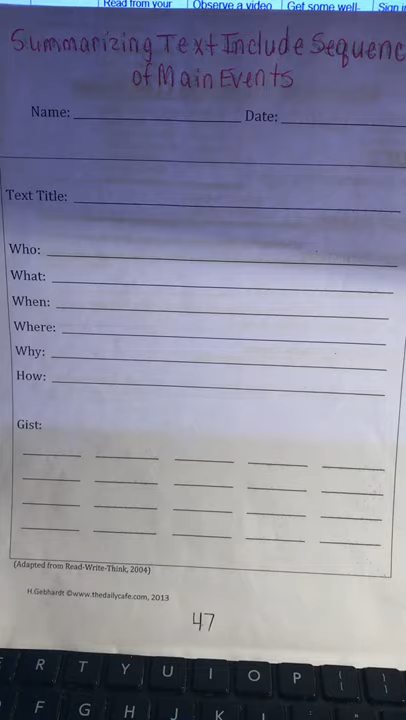 Read from your Observe a video Get some well- Sign in
Summarizing Text Include Sequenc
of Main Events
Name: Date:
Text Title:
Who:
What:
When:
Where:
Why:
How:
Gist:
(Adapted from Read-Write-Think, 2004)
H.Gebhardt ©www.thedailycafe.com, 2013
47
R T Y U I O P { [ } ]
F G H J K L